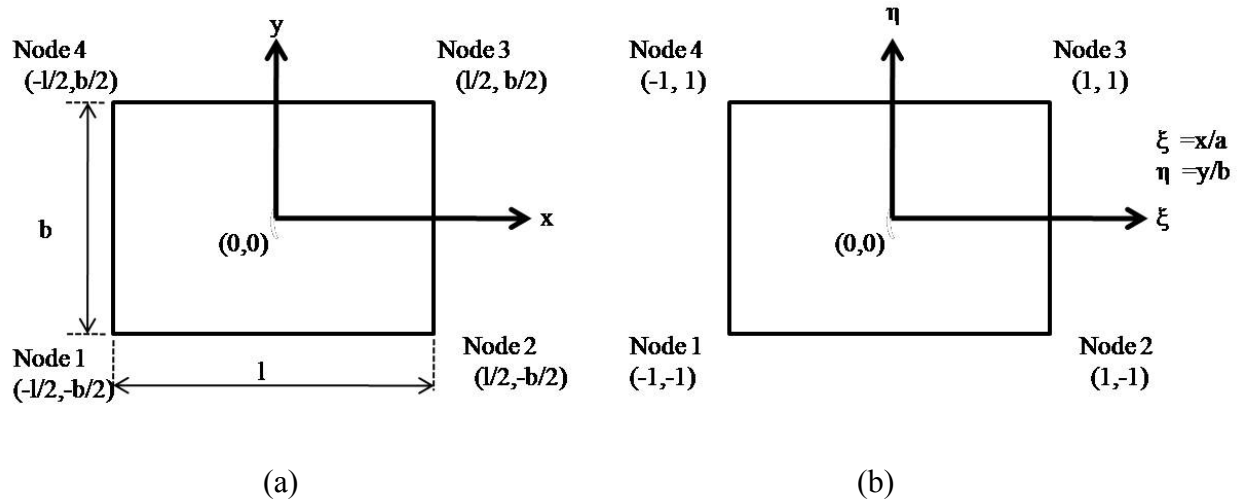 y
Node 4
(-l/2,b/2)
Node 3
(l/2, b/2)
b
(0,0)
x
Node 1
(-l/2,-b/2)
l
Node 2
(l/2,-b/2)
(a)
η
Node 4
(-1, 1)
Node 3
(1, 1)
ξ =x/a
η =y/b
(0,0)
ξ
Node 1
(-1,-1)
Node 2
(1,-1)
(b)